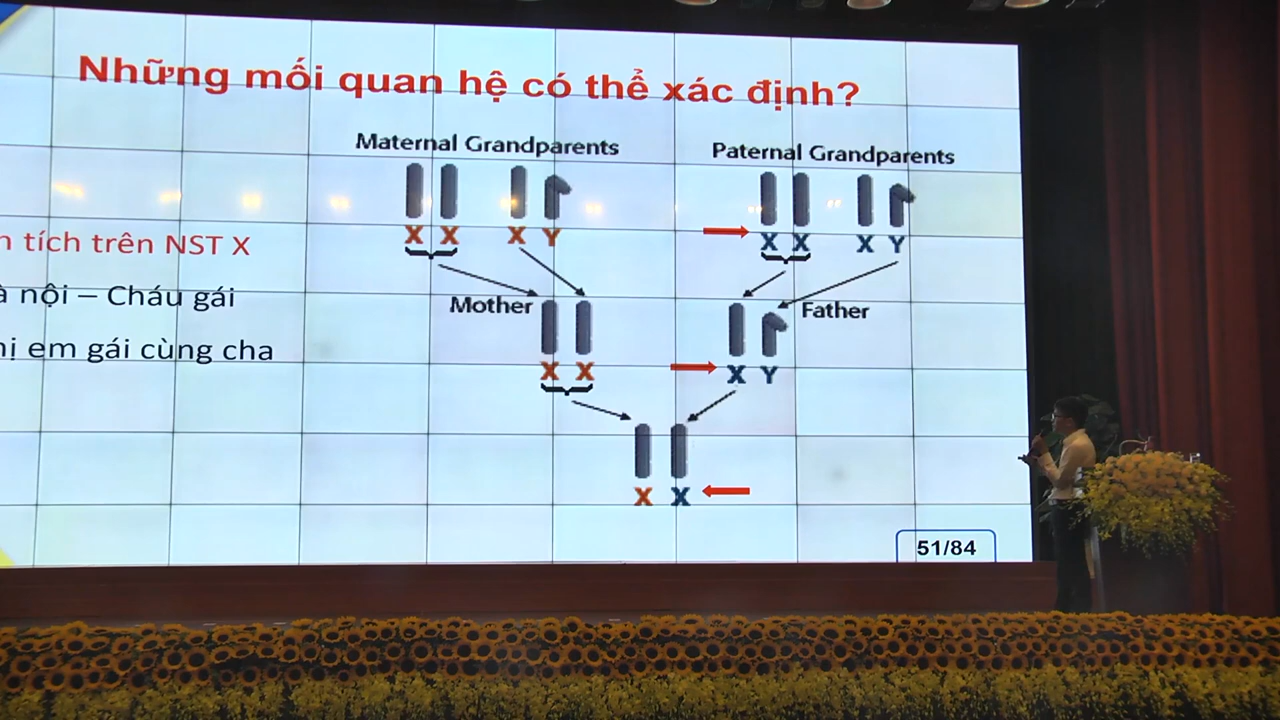 Những mối quan hệ có thể xác định?
Maternal Grandparents
Paternal Grandparents
tích trên NST X
X X X Y
X X X Y
nội – Cháu gái
Mother
Father
em gái cùng cha
X X
X Y
X X
51/84